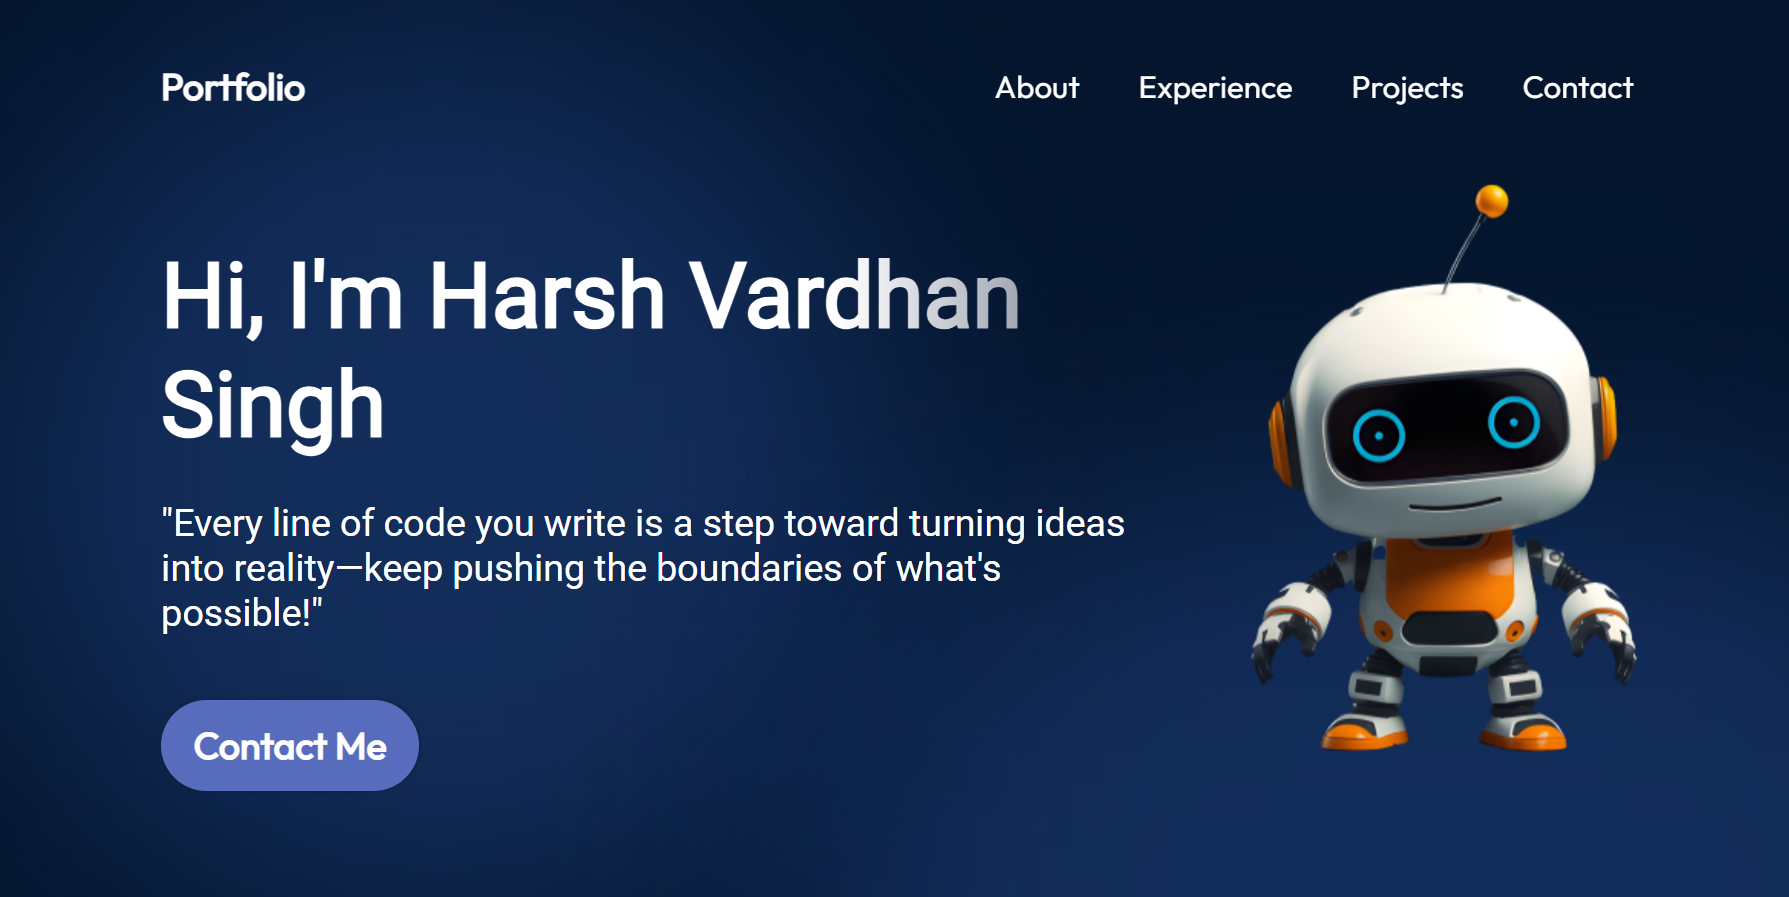 Portfolio
About Experience Projects Contact
Hi, I'm Harsh Vardhan
Singh
"Every line of code you write is a step toward turning ideas
into reality—keep pushing the boundaries of what's
possible!"
Contact Me